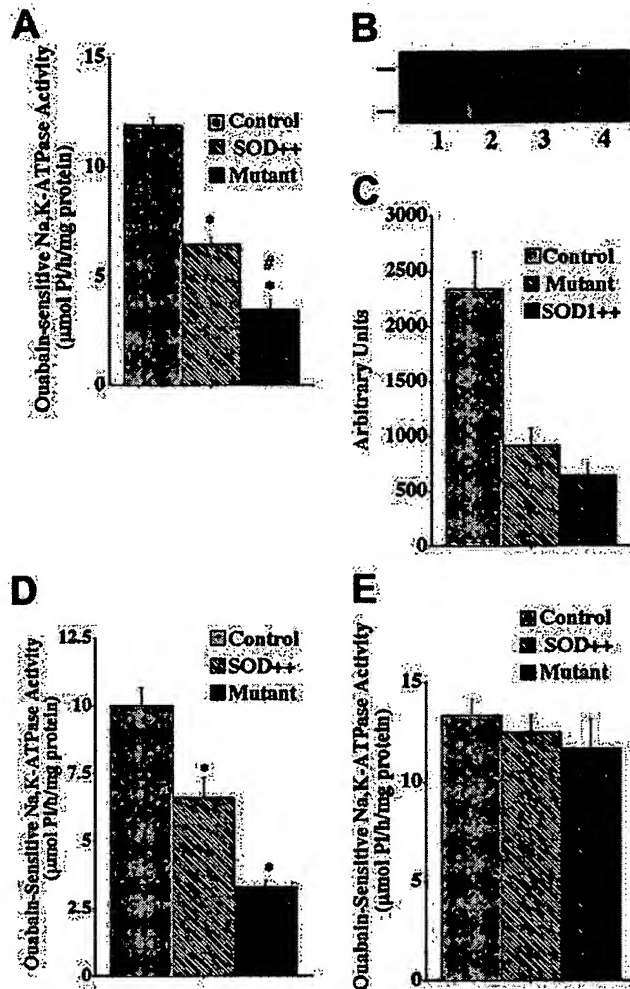 A
Ouabain-sensitive Na,K-ATPase Activity
(µmol Pi/h/mg protein)
15
10
5
0
Control
SOD++
Mutant
*
#
*
B
1 2 3 4
C
Arbitrary Units
3000
2500
2000
1500
1000
500
0
Control
Mutant
SOD1++
D
Ouabain-Sensitive Na,K-ATPase Activity
(µmol Pi/h/mg protein)
12.5
10
7.5
5
2.5
0
Control
SOD++
Mutant
*
*
E
Ouabain-Sensitive Na,K-ATPase Activity
(µmol Pi/h/mg protein)
15
10
5
0
Control
SOD++
Mutant